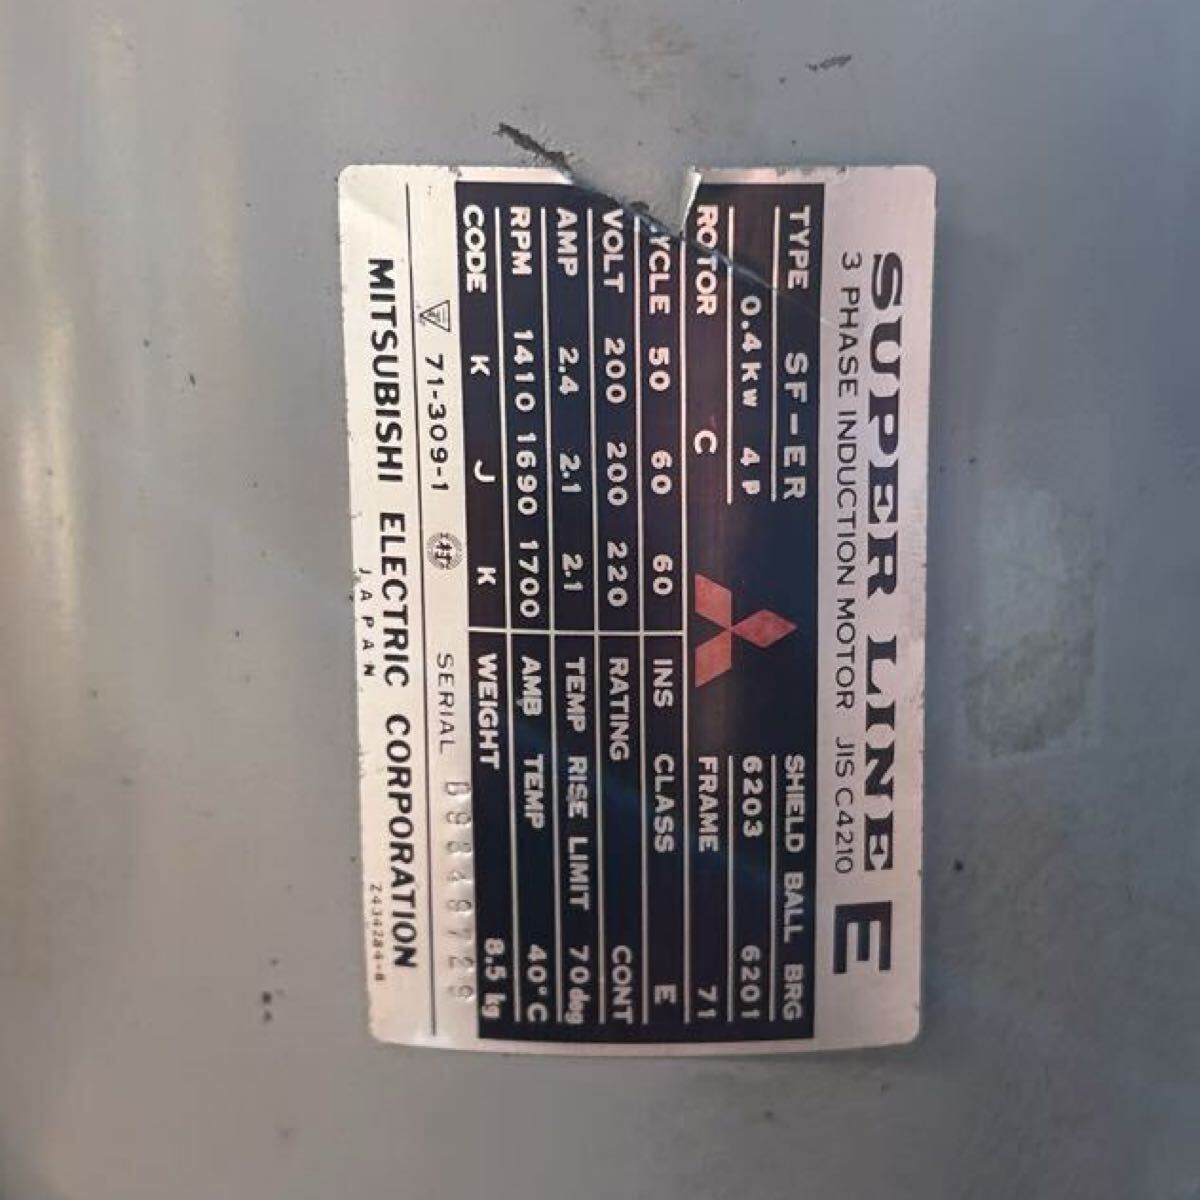 SUPER LINE E
3 PHASE INDUCTION MOTOR JIS C4210
TYPE SF-ER SHIELD BALL BRG
0.4kW 4P 6203 6201
ROTOR C FRAME 71
YCLE 50 60 60 INS CLASS E
VOLT 200 200 220 RATING CONT
AMP 2.4 2.1 2.1 TEMP RISE LIMIT 70deg
RPM 1410 1690 1700 AMB TEMP 40°C
CODE K J K WEIGHT 8.5kg
71-309-1 SERIAL
MITSUBISHI ELECTRIC CORPORATION
JAPAN 2434284-8